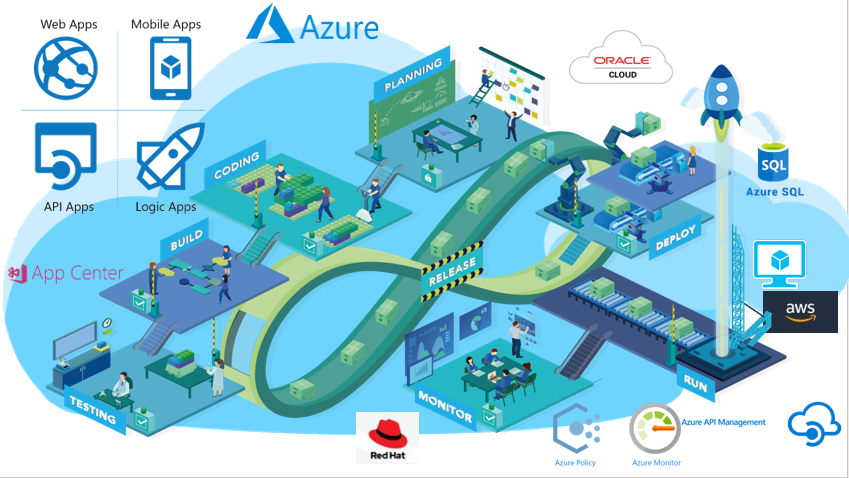 Web Apps
Mobile Apps
Azure
PLANNING
ORACLE
CLOUD
CODING
SQL
Azure SQL
API Apps
Logic Apps
BUILD
DEPLOY
App Center
RELEASE
aws
RUN
TESTING
MONITOR
Red Hat
Azure API Management
Azure Policy
Azure Monitor